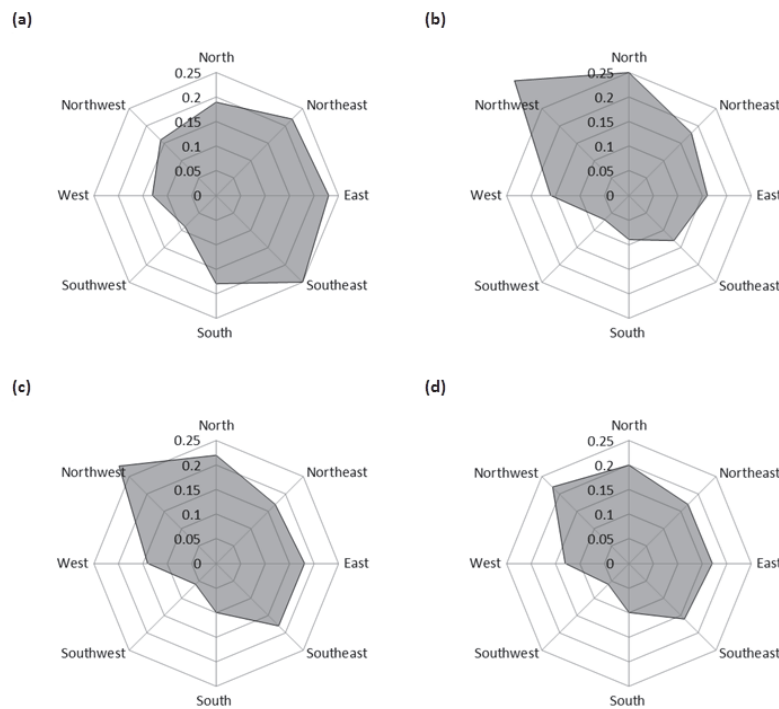 (a)
North
0.25
Northwest
0.2
Northeast
0.15
0.1
0.05
West
0
East
Southwest
Southeast
South
(b)
North
0.25
0.2
Northwest
Northeast
0.15
0.1
0.05
West
0
East
Southwest
Southeast
South
(c)
North
0.25
0.2
Northwest
Northeast
0.15
0.1
0.05
West
0
East
Southwest
Southeast
South
(d)
North
0.25
0.2
Northwest
Northeast
0.15
0.1
0.05
West
0
East
Southwest
Southeast
South